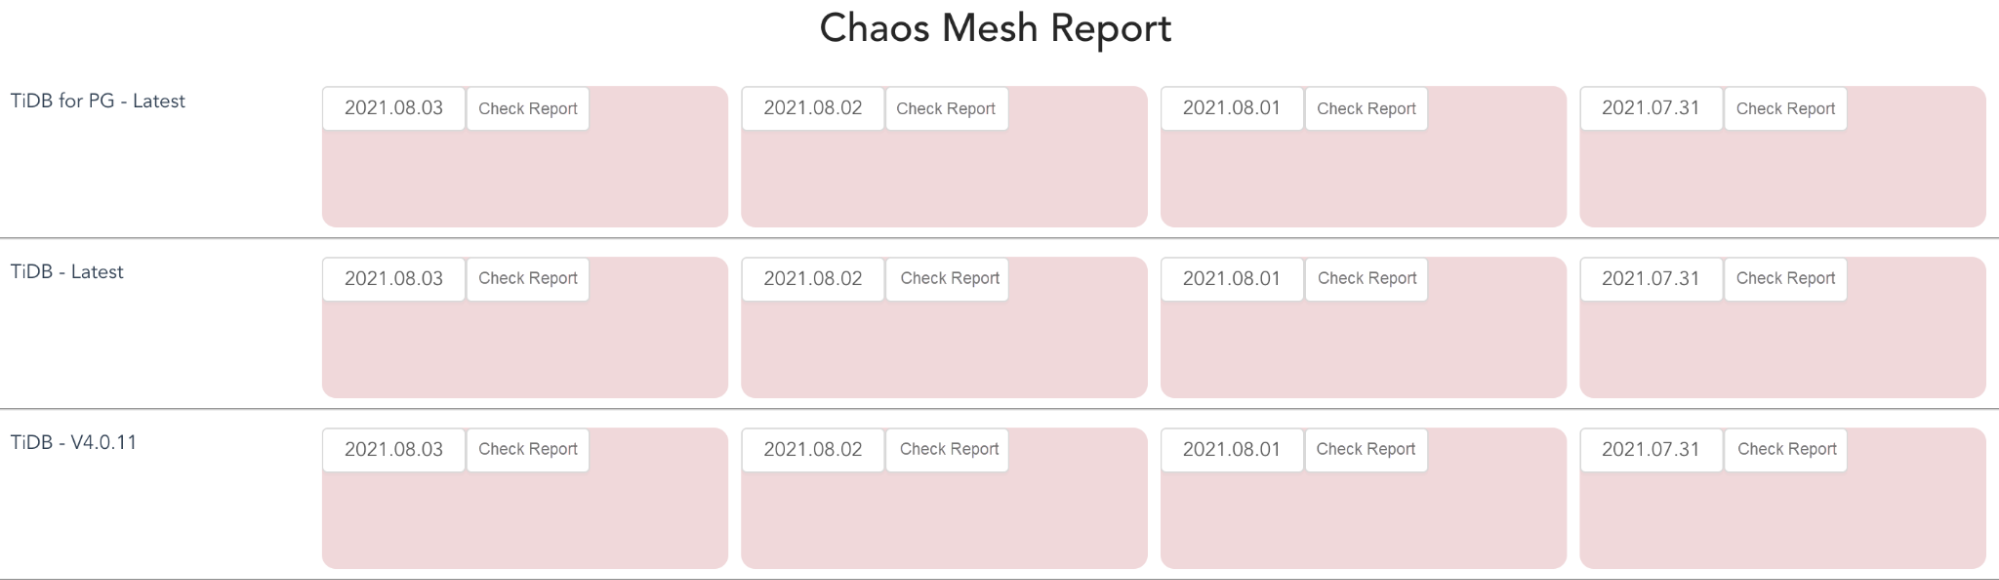 Chaos Mesh Report
TiDB for PG - Latest
2021.08.03 Check Report 2021.08.02 Check Report 2021.08.01 Check Report 2021.07.31 Check Report
TiDB - Latest
2021.08.03 Check Report 2021.08.02 Check Report 2021.08.01 Check Report 2021.07.31 Check Report
TiDB - V4.0.11
2021.08.03 Check Report 2021.08.02 Check Report 2021.08.01 Check Report 2021.07.31 Check Report